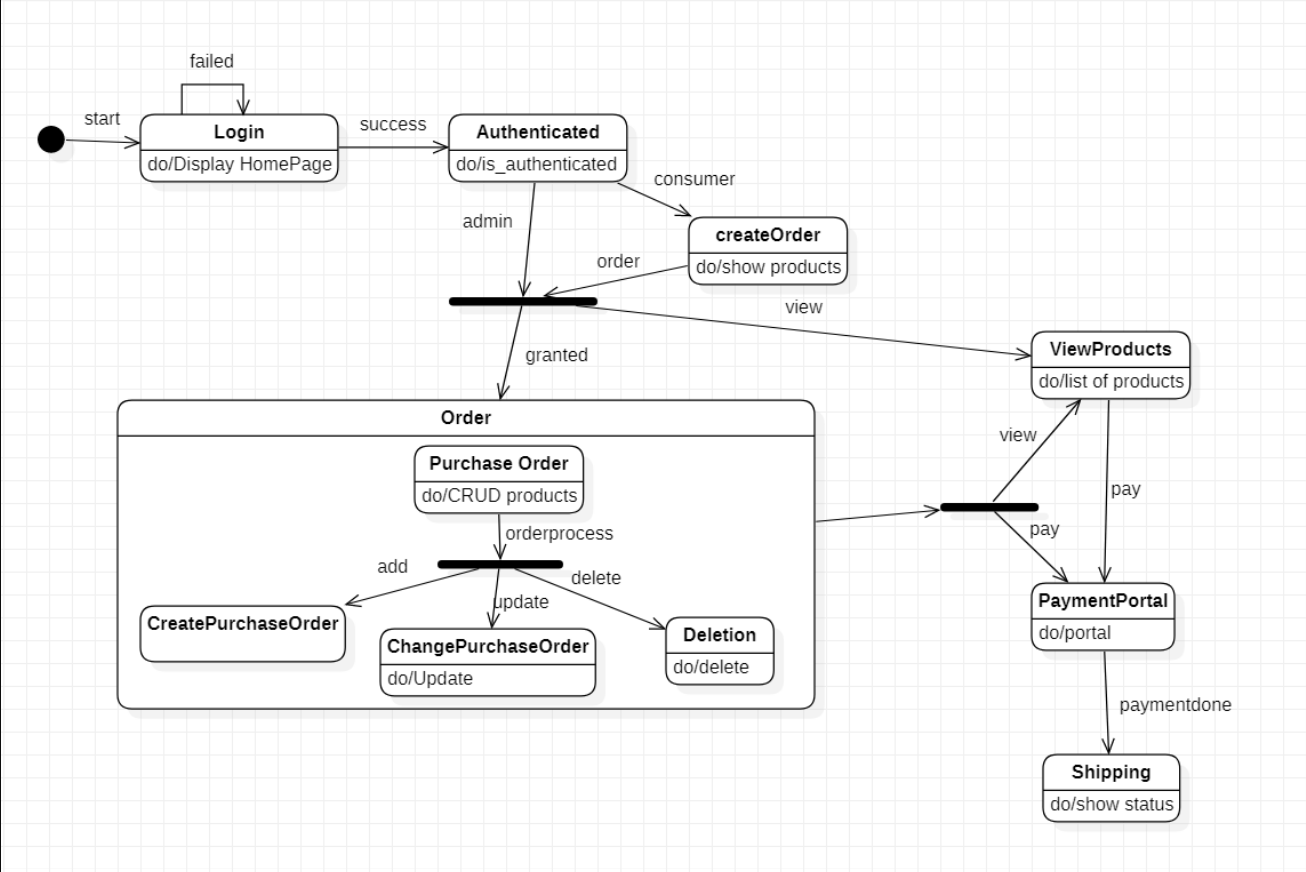 failed
start
Login
do/Display HomePage
success
Authenticated
do/is_authenticated
consumer
admin
createOrder
do/show products
order
view
granted
ViewProducts
do/list of products
Order
Purchase Order
do/CRUD products
orderprocess
add
update
delete
CreatePurchaseOrder
ChangePurchaseOrder
do/Update
Deletion
do/delete
view
pay
pay
PaymentPortal
do/portal
paymentdone
Shipping
do/show status